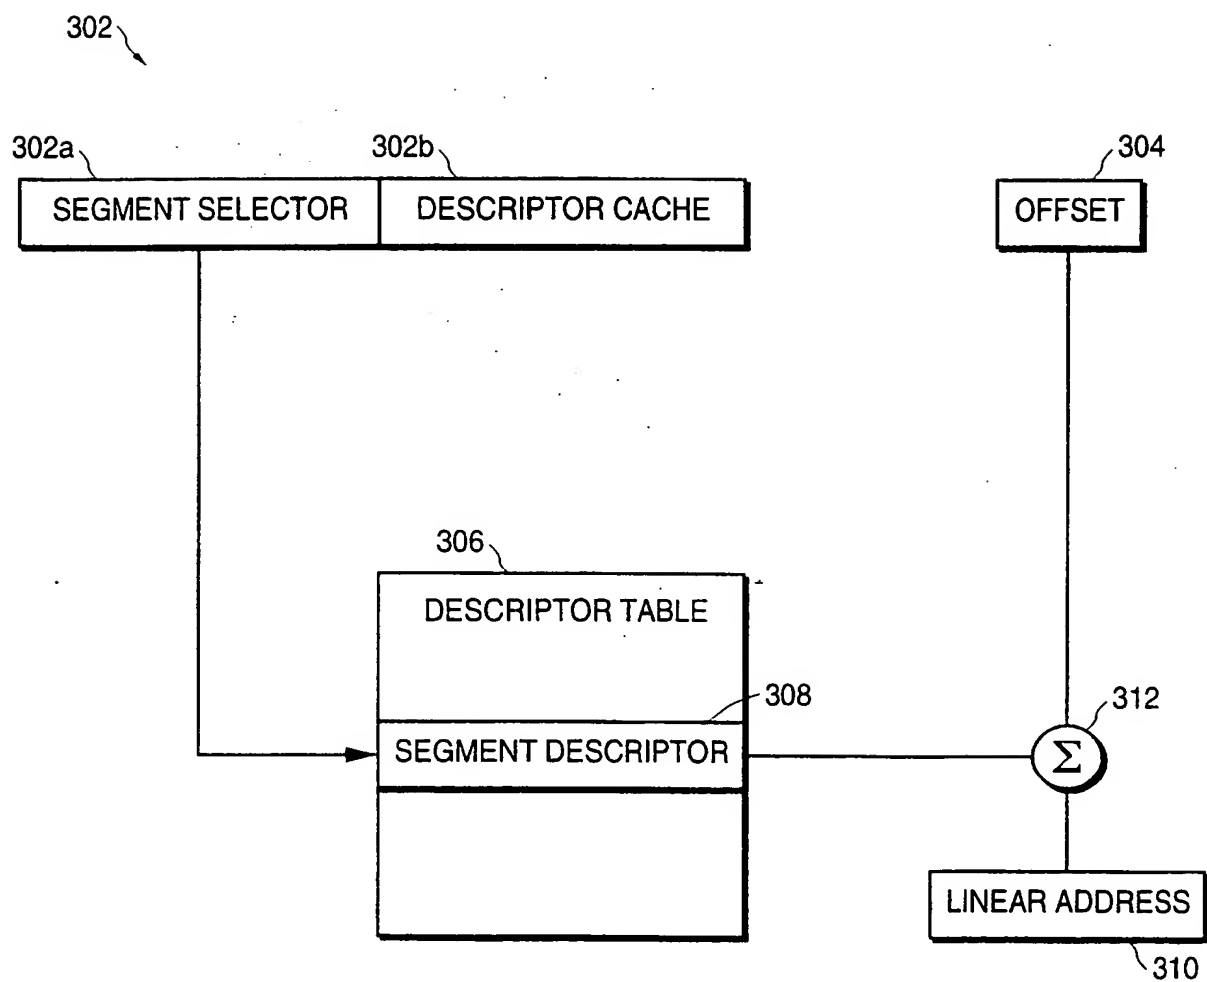 302
302a
302b
304
SEGMENT SELECTOR
DESCRIPTOR CACHE
OFFSET
306
DESCRIPTOR TABLE
308
312
SEGMENT DESCRIPTOR
Σ
LINEAR ADDRESS
310